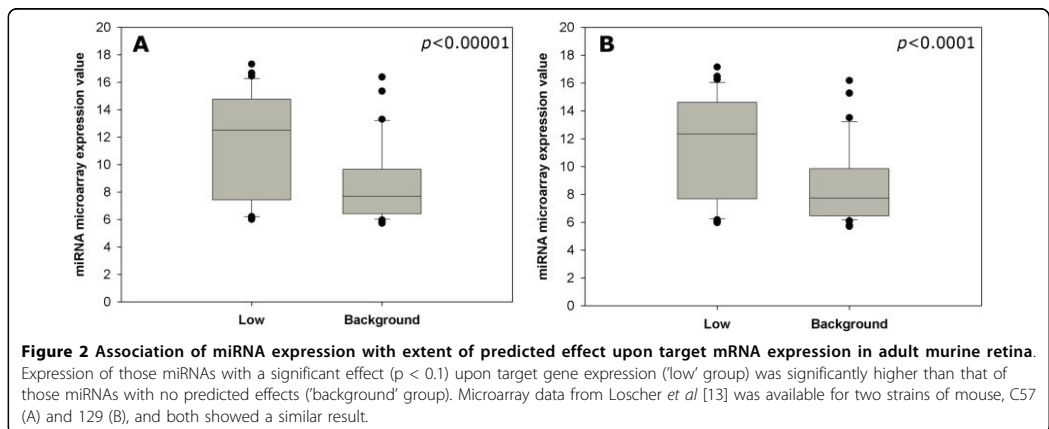 A
p<0.00001
miRNA microarray expression value
20
18
16
14
12
10
8
6
4
2
0
Low
Background
B
p<0.0001
miRNA microarray expression value
20
18
16
14
12
10
8
6
4
2
0
Low
Background
Figure 2 Association of miRNA expression with extent of predicted effect upon target mRNA expression in adult murine retina.
Expression of those miRNAs with a significant effect (p < 0.1) upon target gene expression ('low' group) was significantly higher than that of
those miRNAs with no predicted effects ('background' group). Microarray data from Loscher et al [13] was available for two strains of mouse, C57
(A) and 129 (B), and both showed a similar result.